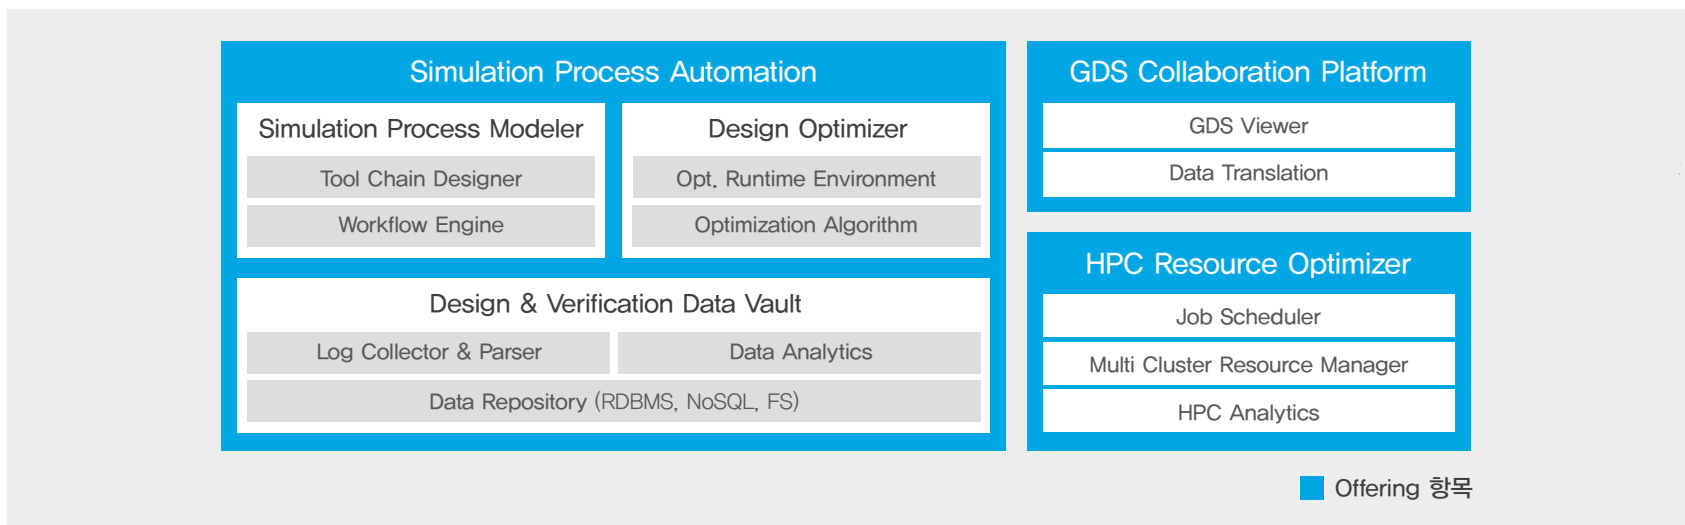 Simulation Process Automation
Simulation Process Modeler
Tool Chain Designer
Workflow Engine
Design Optimizer
Opt. Runtime Environment
Optimization Algorithm
Design & Verification Data Vault
Log Collector & Parser
Data Analytics
Data Repository (RDBMS, NoSQL, FS)
GDS Collaboration Platform
GDS Viewer
Data Translation
HPC Resource Optimizer
Job Scheduler
Multi Cluster Resource Manager
HPC Analytics
Offering 항목